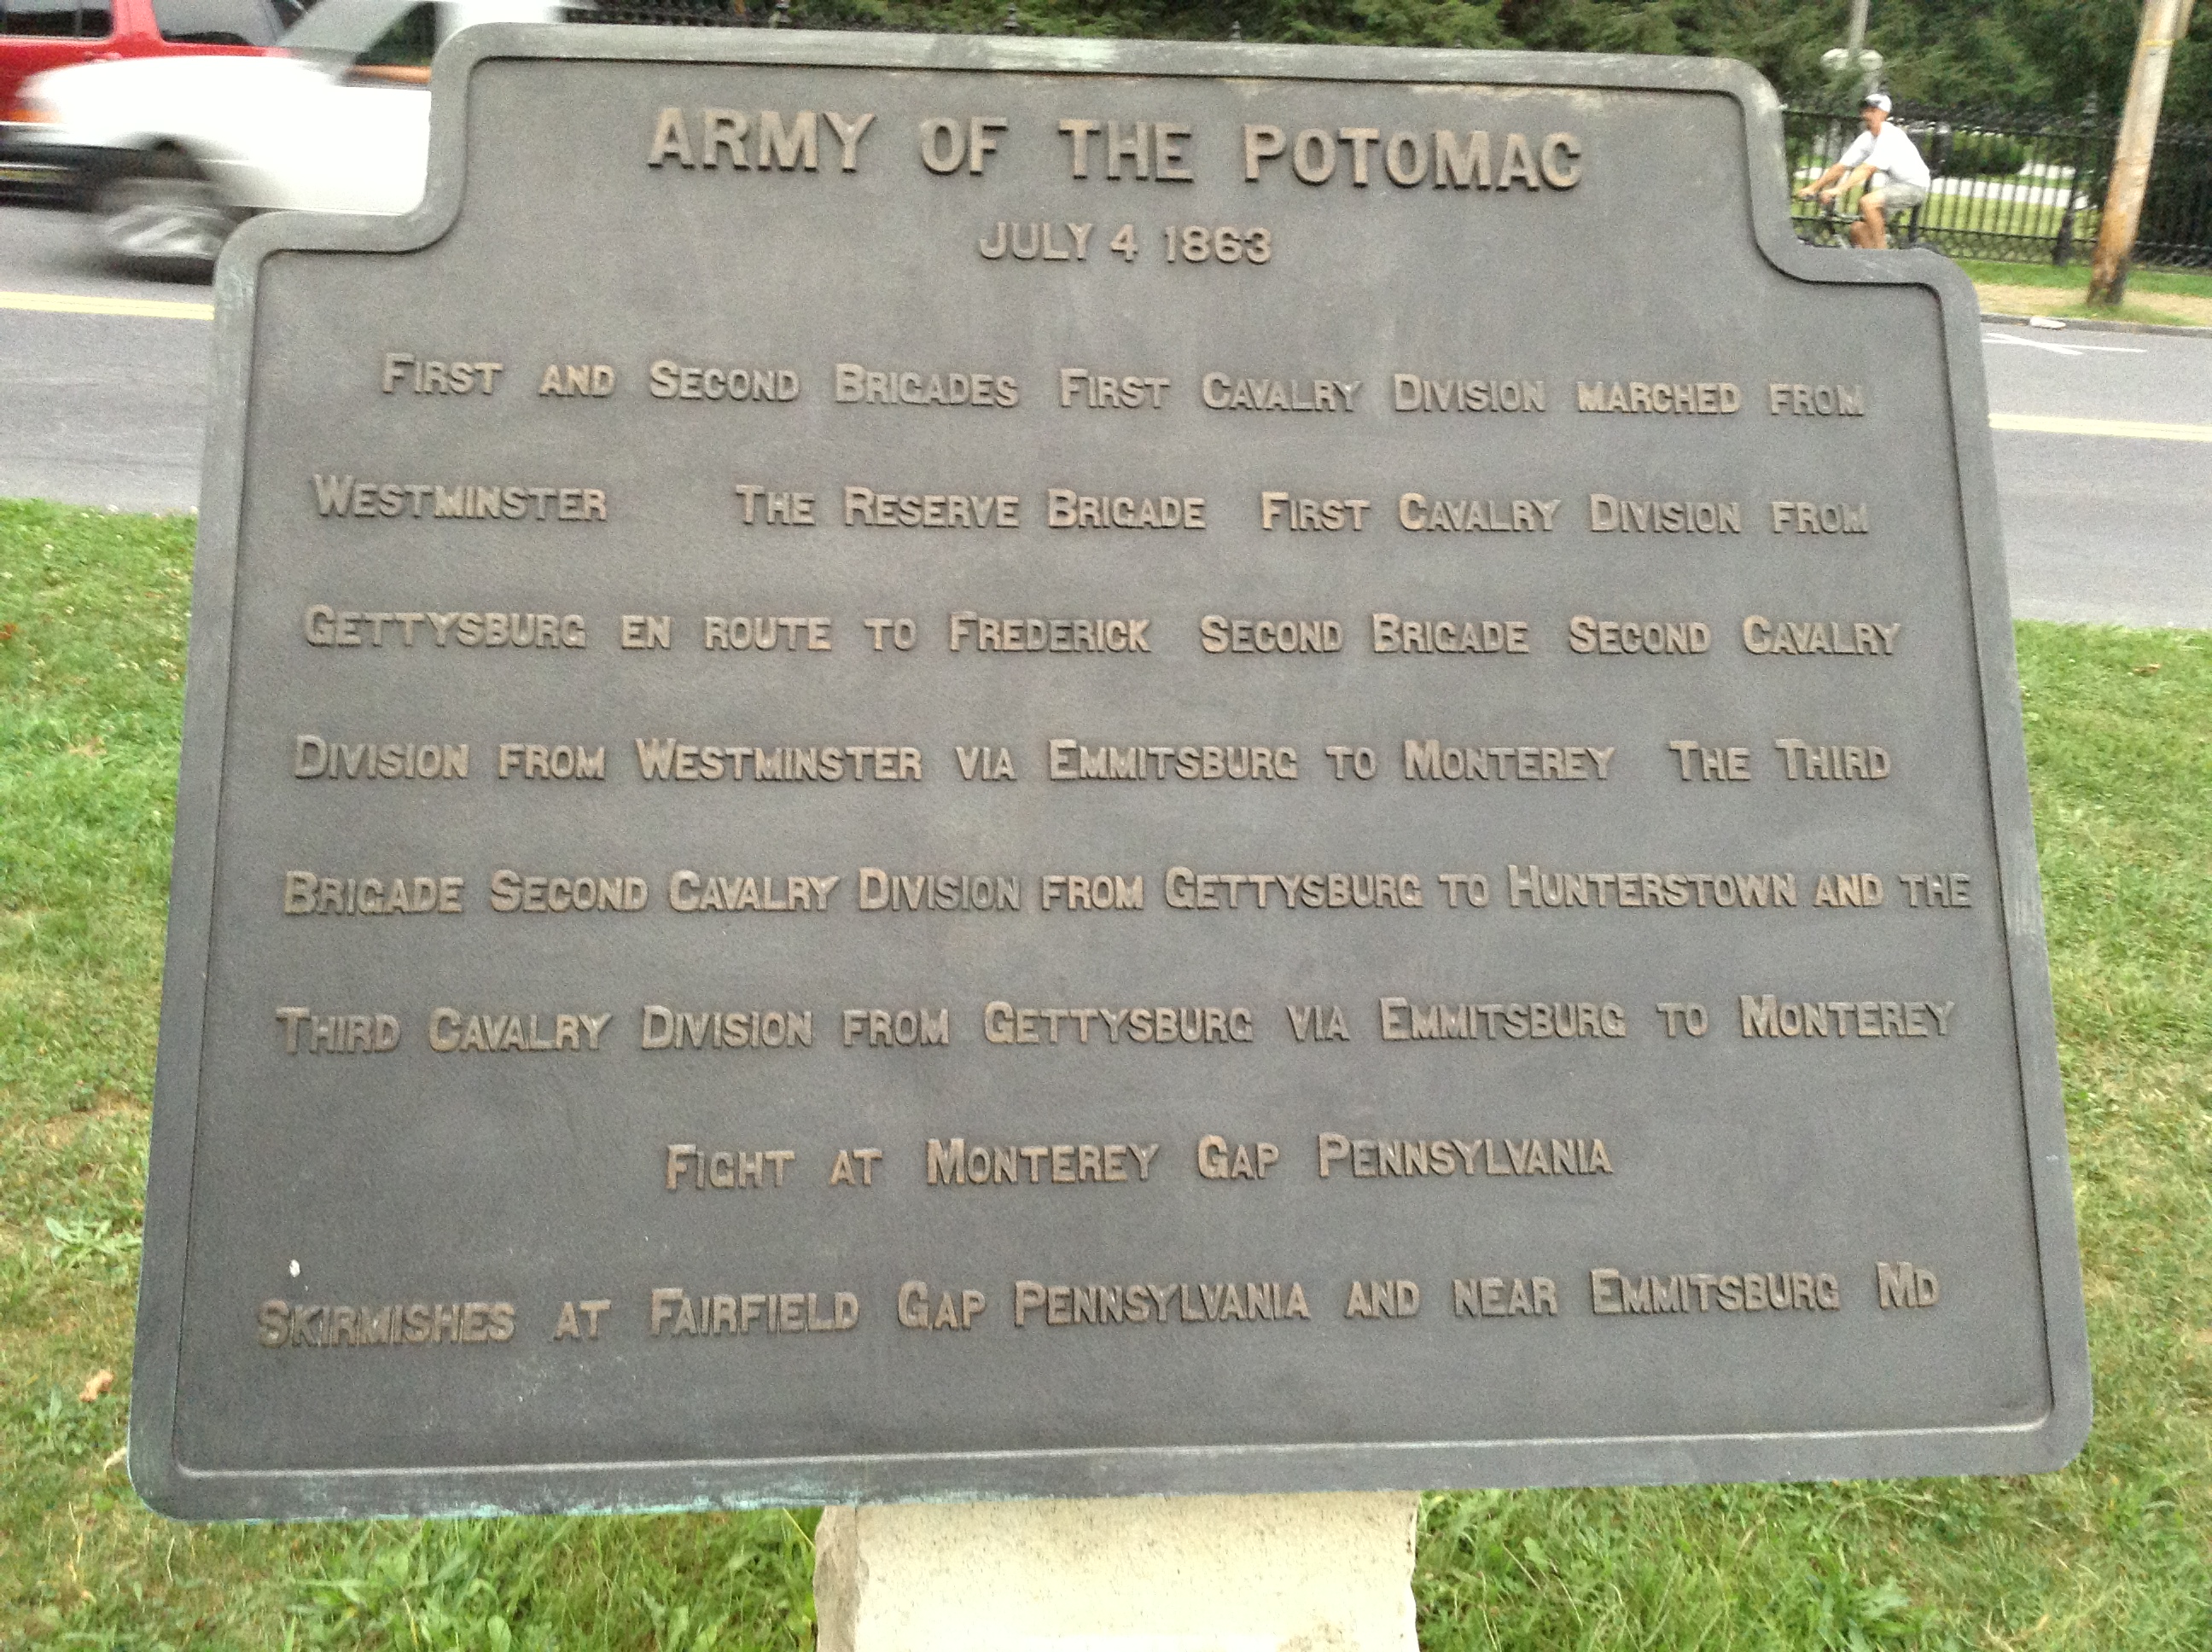 ARMY OF THE POTOMAC
JULY 4 1863
FIRST AND SECOND BRIGADES FIRST CAVALRY DIVISION MARCHED FROM
WESTMINSTER THE RESERVE BRIGADE FIRST CAVALRY DIVISION FROM
GETTYSBURG EN ROUTE TO FREDERICK SECOND BRIGADE SECOND CAVALRY
DIVISION FROM WESTMINSTER VIA EMMITSBURG TO MONTEREY THE THIRD
BRIGADE SECOND CAVALRY DIVISION FROM GETTYSBURG TO HUNTERSTOWN AND THE
THIRD CAVALRY DIVISION FROM GETTYSBURG VIA EMMITSBURG TO MONTEREY
FIGHT AT MONTEREY GAP PENNSYLVANIA
SKIRMISHES AT FAIRFIELD GAP PENNSYLVANIA AND NEAR EMMITSBURG MD